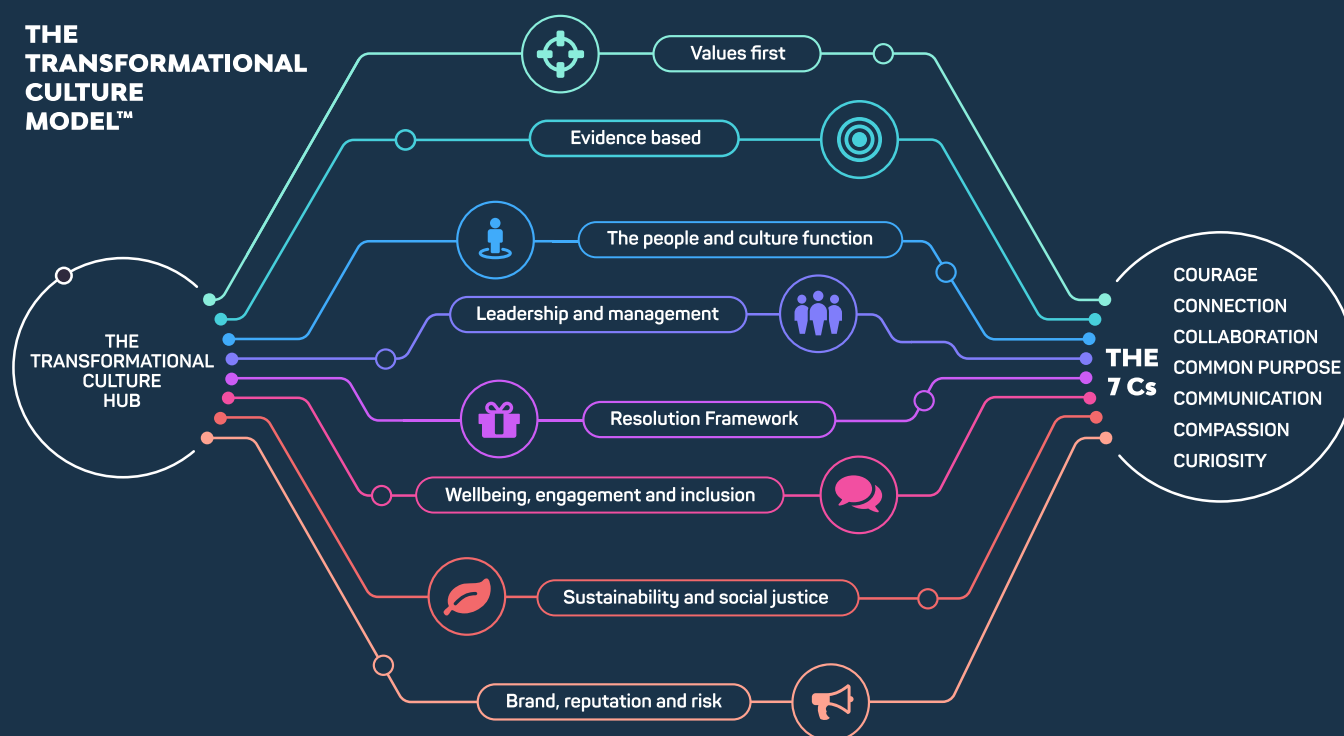 THE
TRANSFORMATIONAL
CULTURE
MODEL™
Values first
Evidence based
The people and culture function
Leadership and management
Resolution Framework
Wellbeing, engagement and inclusion
Sustainability and social justice
Brand, reputation and risk
THE
TRANSFORMATIONAL
CULTURE
HUB
THE
7 Cs
COURAGE
CONNECTION
COLLABORATION
COMMON PURPOSE
COMMUNICATION
COMPASSION
CURIOSITY